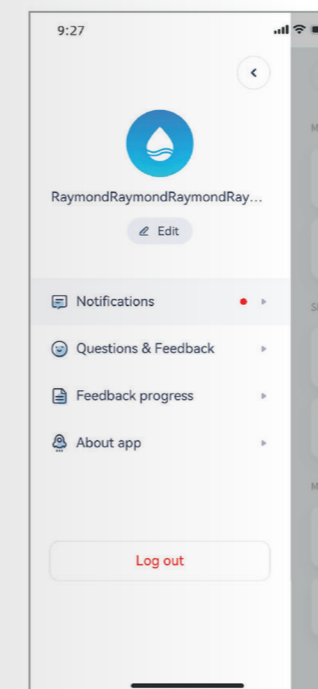 9:27
RaymondRaymondRaymondRay...
Edit
Notifications
Questions & Feedback
Feedback progress
About app
Log out